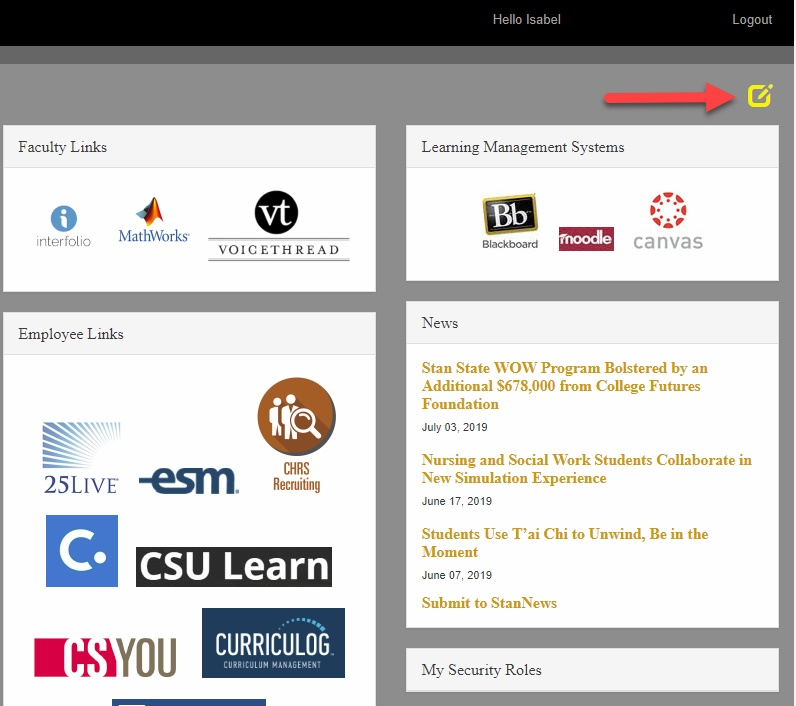 Hello Isabel
Logout
Faculty Links
interfolio
MathWorks
vt
VOICETHREAD
Learning Management Systems
Bb
Blackboard
moodle
canvas
Employee Links
25LIVE
esm
CHRS
Recruiting
C.
CSU Learn
CSYOU
CURRICULOG
CURRICULUM MANAGEMENT
News
Stan State WOW Program Bolstered by an
Additional $678,000 from College Futures
Foundation
July 03, 2019
Nursing and Social Work Students Collaborate in
New Simulation Experience
June 17, 2019
Students Use T’ai Chi to Unwind, Be in the
Moment
June 07, 2019
Submit to StanNews
My Security Roles